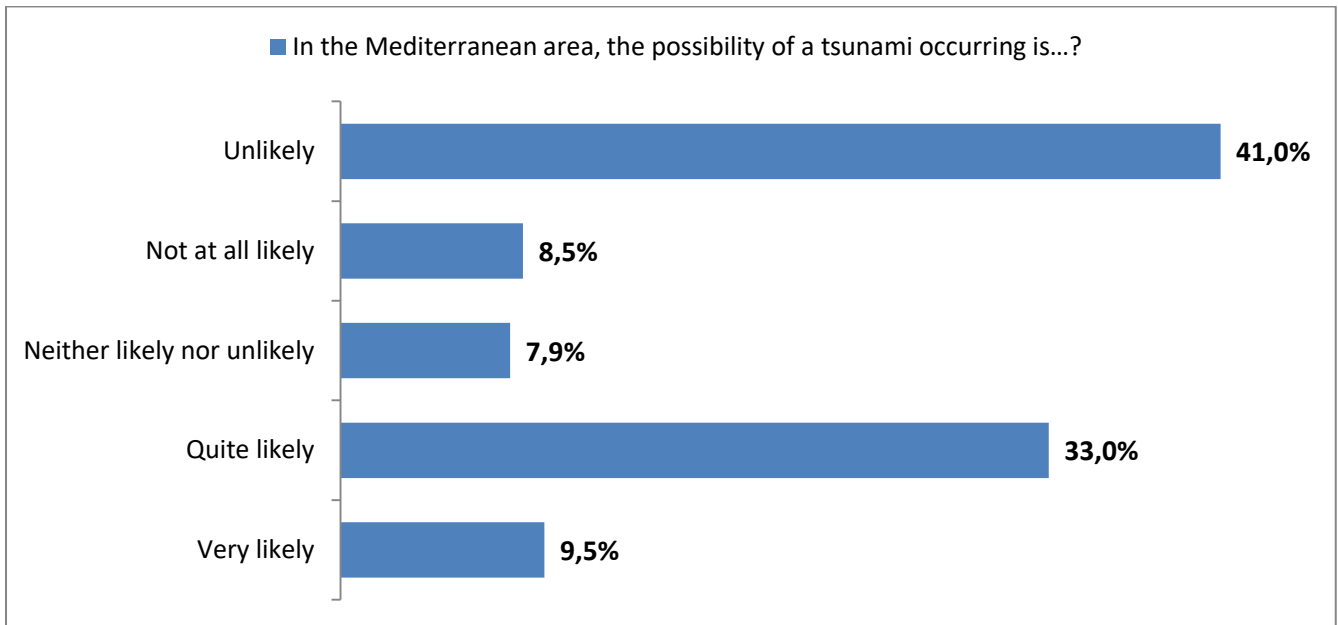 In the Mediterranean area, the possibility of a tsunami occurring is...?
Unlikely 41,0%
Not at all likely 8,5%
Neither likely nor unlikely 7,9%
Quite likely 33,0%
Very likely 9,5%